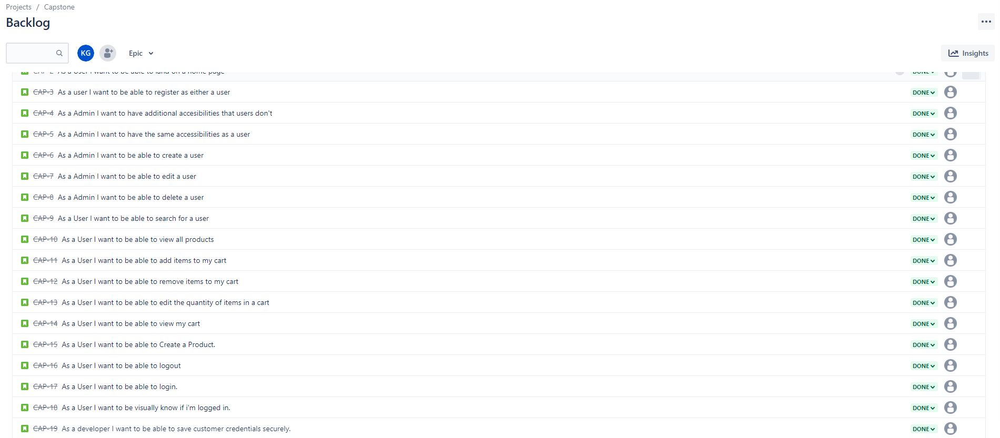 Projects / Capstone
Backlog
KG Epic Insights
CAP-2 As a User I want to be able to land on a home page DONE
CAP-3 As a user I want to be able to register as either a user DONE
CAP-4 As a Admin I want to have additional accesibilities that users don't DONE
CAP-5 As a Admin I want to have the same accessibilities as a user DONE
CAP-6 As a Admin I want to be able to create a user DONE
CAP-7 As a Admin I want to be able to edit a user DONE
CAP-8 As a Admin I want to be able to delete a user DONE
CAP-9 As a User I want to be able to search for a user DONE
CAP-10 As a User I want to be able to view all products DONE
CAP-11 As a User I want to be able to add items to my cart DONE
CAP-12 As a User I want to be able to remove items to my cart DONE
CAP-13 As a User I want to be able to edit the quantity of items in a cart DONE
CAP-14 As a User I want to be able to view my cart DONE
CAP-15 As a User I want to be able to Create a Product. DONE
CAP-16 As a User I want to be able to logout DONE
CAP-17 As a User I want to be able to login. DONE
CAP-18 As a User I want to be visually know if i'm logged in. DONE
CAP-19 As a developer I want to be able to save customer credentials securely. DONE